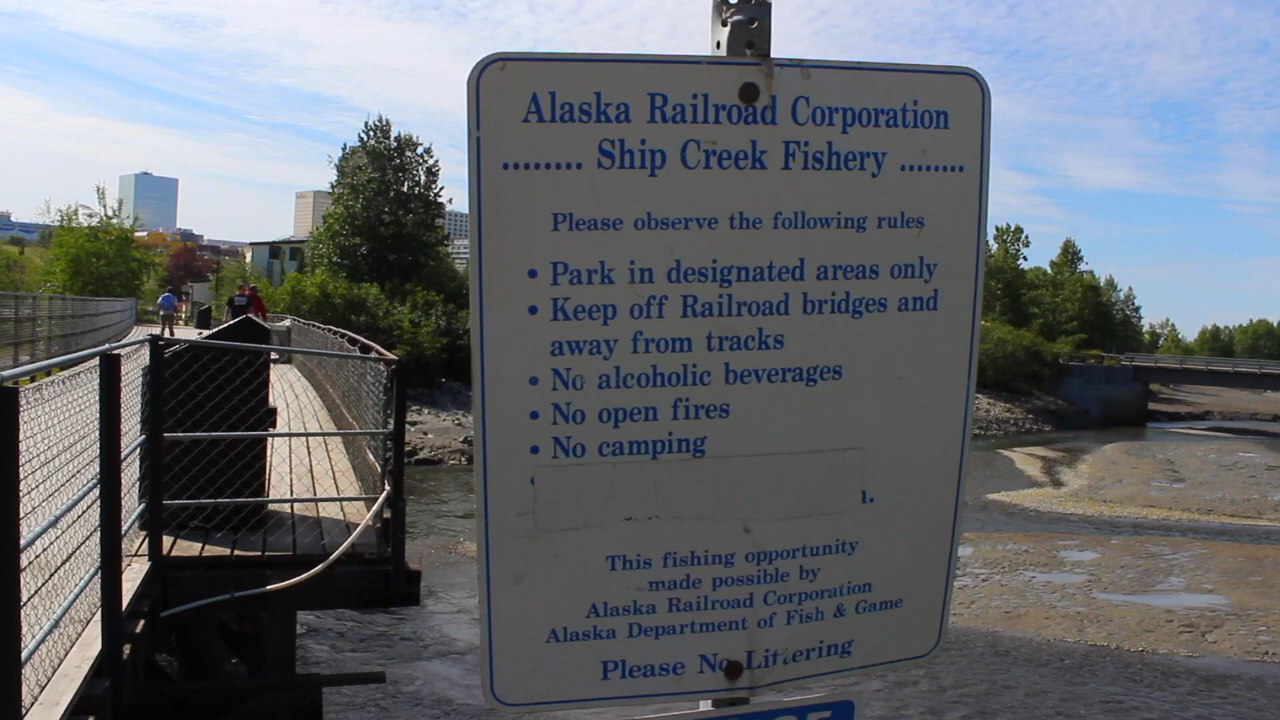 Alaska Railroad Corporation
........ Ship Creek Fishery ........
Please observe the following rules
• Park in designated areas only
• Keep off Railroad bridges and
away from tracks
• No alcoholic beverages
• No open fires
• No camping
This fishing opportunity
made possible by
Alaska Railroad Corporation
Alaska Department of Fish & Game
Please No Littering